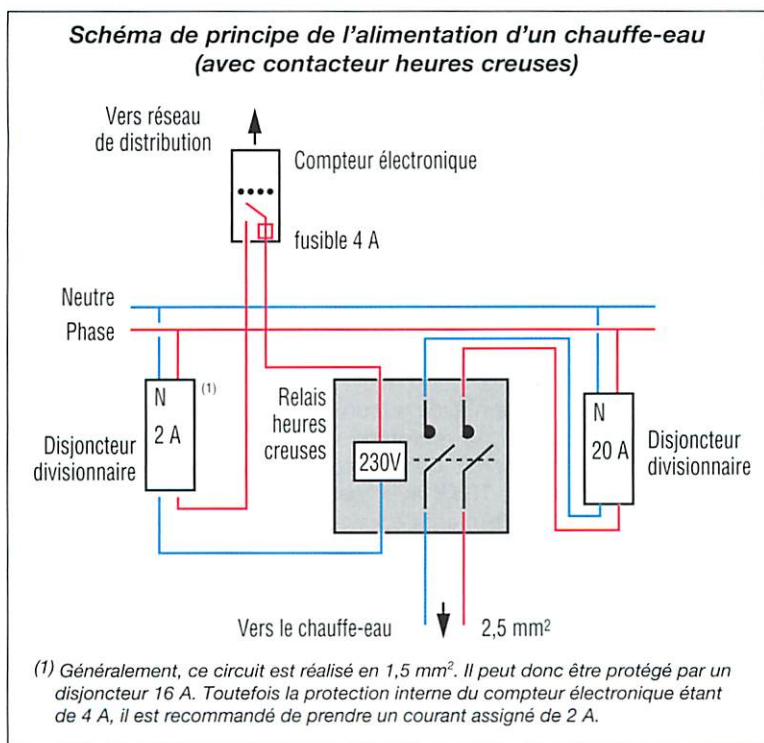 Schéma de principe de l'alimentation d'un chauffe-eau
(avec contacteur heures creuses)
Vers réseau
de distribution
Compteur électronique
fusible 4 A
Neutre
Phase
N
(1)
2 A
Disjoncteur
divisionnaire
Relais
heures
creuses
230V
N
20 A
Disjoncteur
divisionnaire
Vers le chauffe-eau
2,5 mm²
(1) Généralement, ce circuit est réalisé en 1,5 mm². Il peut donc être protégé par un
disjoncteur 16 A. Toutefois la protection interne du compteur électronique étant
de 4 A, il est recommandé de prendre un courant assigné de 2 A.